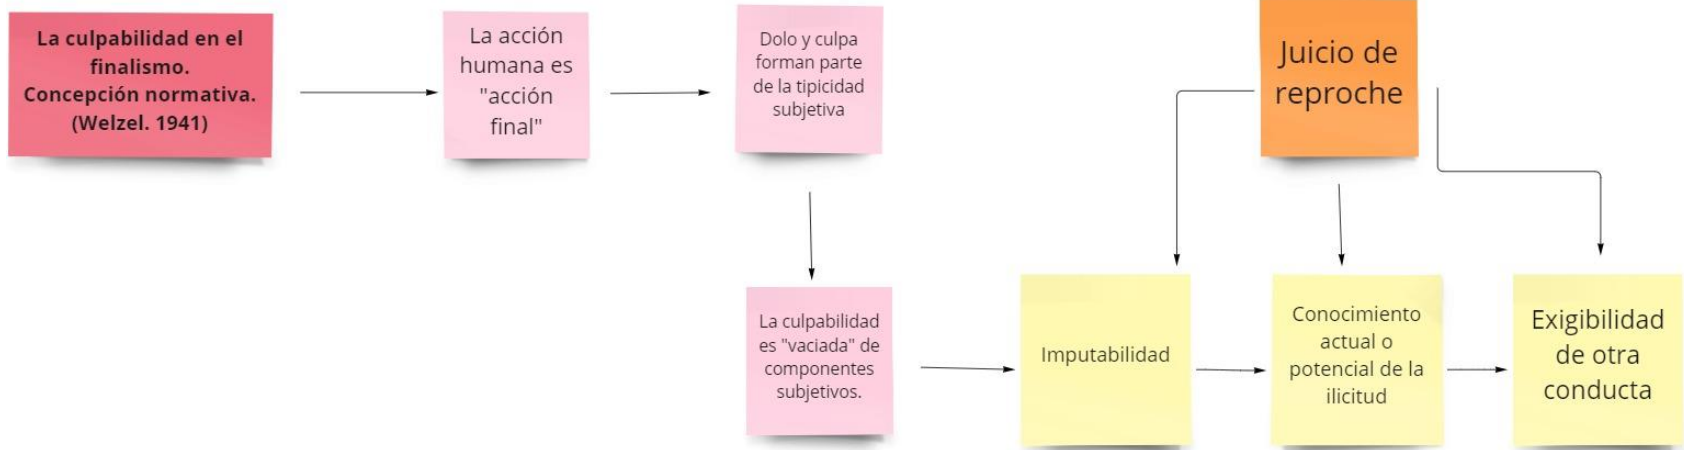 La culpabilidad en el
finalismo.
Concepción normativa.
(Welzel. 1941)
La acción
humana es
"acción
final"
Dolo y culpa
forman parte
de la tipicidad
subjetiva
Juicio de
reproche
La culpabilidad
es "vaciada" de
componentes
subjetivos.
Imputabilidad
Conocimiento
actual o
potencial de la
ilicitud
Exigibilidad
de otra
conducta